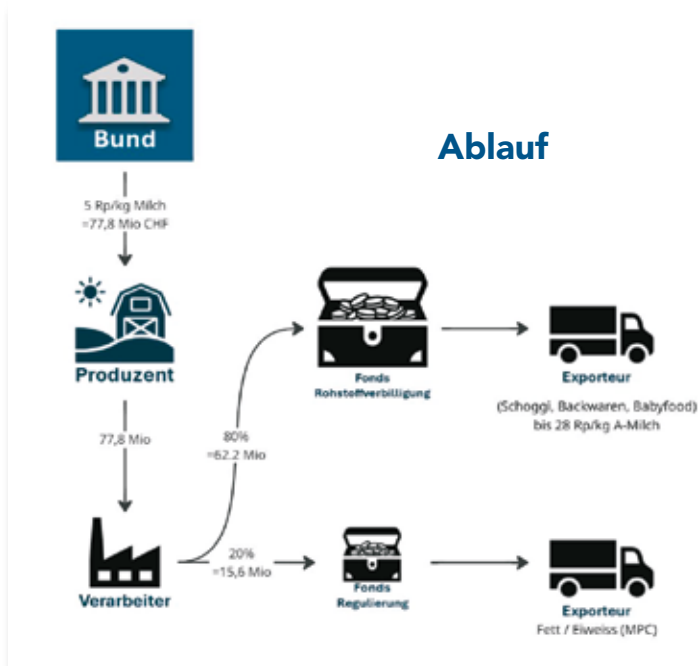 Bund
Ablauf
5 Rp/kg Milch
=77,8 Mio CHF
Produzent
Fonds
Rohstoffverbilligung
Exporteur
(Schoggi, Backwaren, Babyfood)
bis 28 Rp/kg A-Milch
77,8 Mio
80%
=62.2 Mio
20%
=15,6 Mio
Verarbeiter
Fonds
Regulierung
Exporteur
Fett / Eiweiss (MPC)